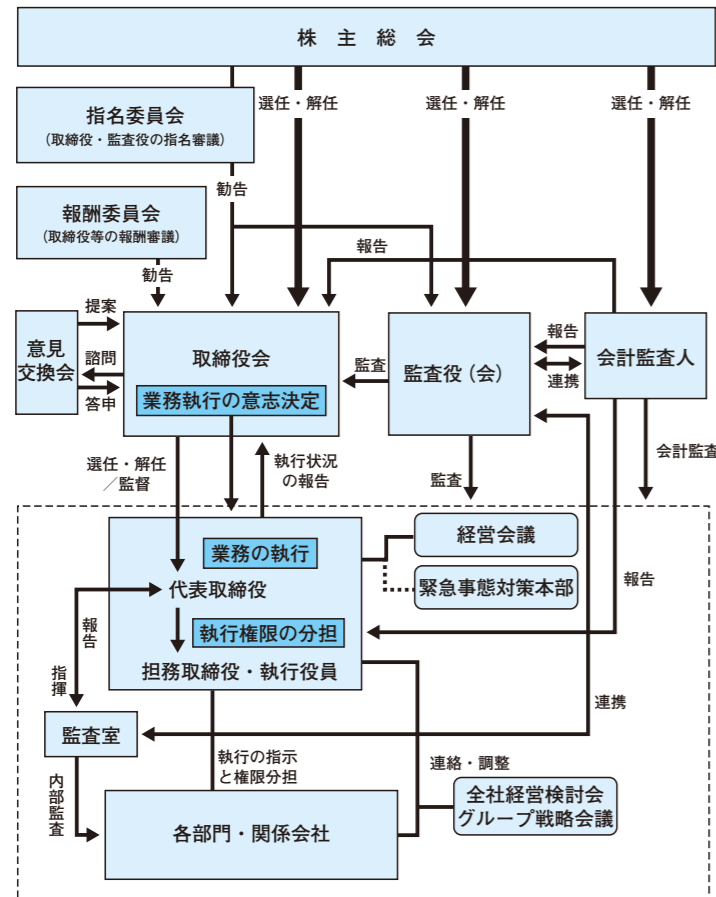 株主総会
選任・解任
選任・解任
選任・解任
指名委員会
(取締役・監査役の指名審議)
勧告
報酬委員会
(取締役等の報酬審議)
勧告
報告
意見
交換会
提案
諮問
答申
取締役会
業務執行の意志決定
監査
監査役(会)
報告
連携
会計監査人
選任・解任
／監督
執行状況
の報告
監査
会計監査
業務の執行
代表取締役
執行権限の分担
担務取締役・執行役員
経営会議
緊急事態対策本部
報告
報告
指揮
監査室
連携
内部監査
執行の指示
と権限分担
連絡・調整
全社経営検討会
グループ戦略会議
各部門・関係会社